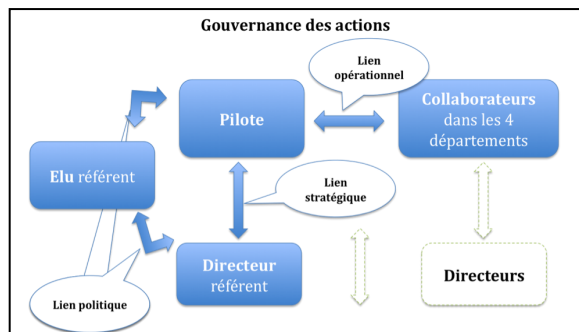 Gouvernance des actions
Lien
opérationnel
Pilote
Collaborateurs
dans les 4
départements
Elu référent
Lien
stratégique
Directeur
référent
Directeurs
Lien politique